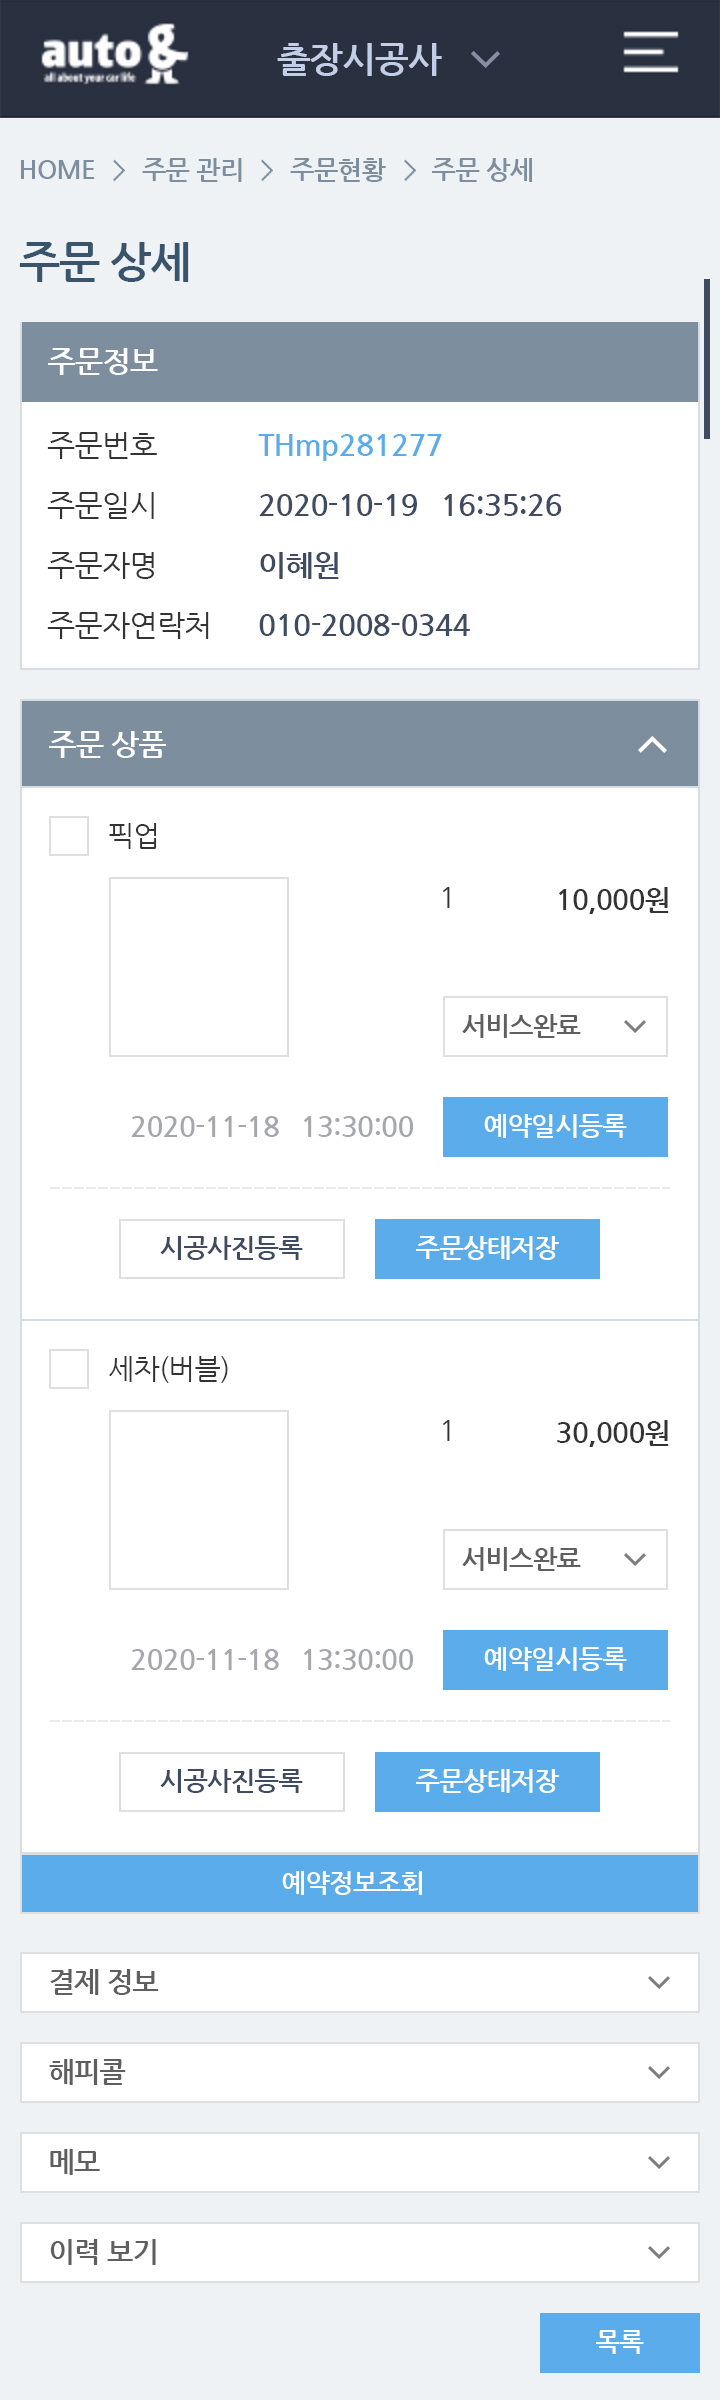 auto &
all about your car life
출장시공사
HOME > 주문 관리 > 주문현황 > 주문 상세
주문 상세
주문정보
주문번호 THmp281277
주문일시 2020-10-19 16:35:26
주문자명 이혜원
주문자연락처 010-2008-0344
주문 상품
픽업
1 10,000원
서비스완료
2020-11-18 13:30:00 예약일시등록
시공사진등록 주문상태저장
세차(버블)
1 30,000원
서비스완료
2020-11-18 13:30:00 예약일시등록
시공사진등록 주문상태저장
예약정보조회
결제 정보
해피콜
메모
이력 보기
목록